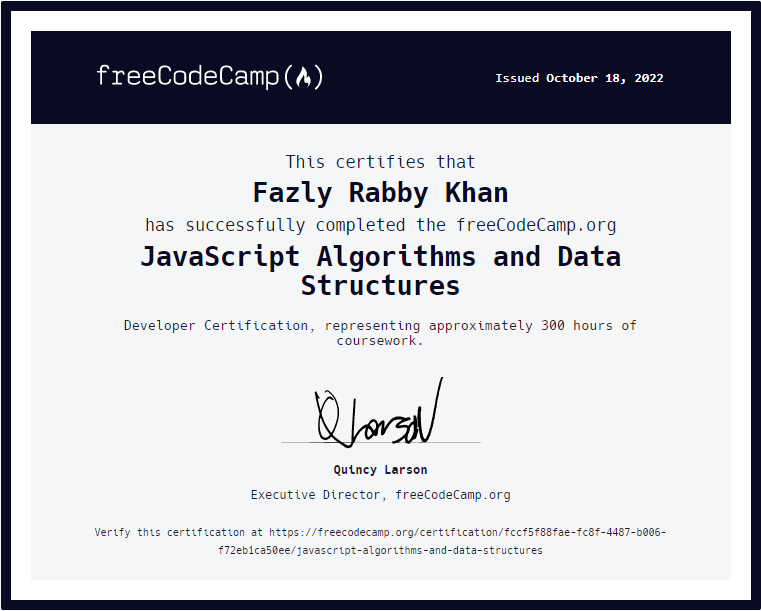 freeCodeCamp
Issued October 18, 2022
This certifies that
Fazly Rabby Khan
has successfully completed the freeCodeCamp.org
JavaScript Algorithms and Data
Structures
Developer Certification, representing approximately 300 hours of
coursework.
Q Larson
Quincy Larson
Executive Director, freeCodeCamp.org
Verify this certification at https://freecodecamp.org/certification/fccf5f88fae-fc8f-4487-b006-
f72eb1ca50ee/javascript-algorithms-and-data-structures